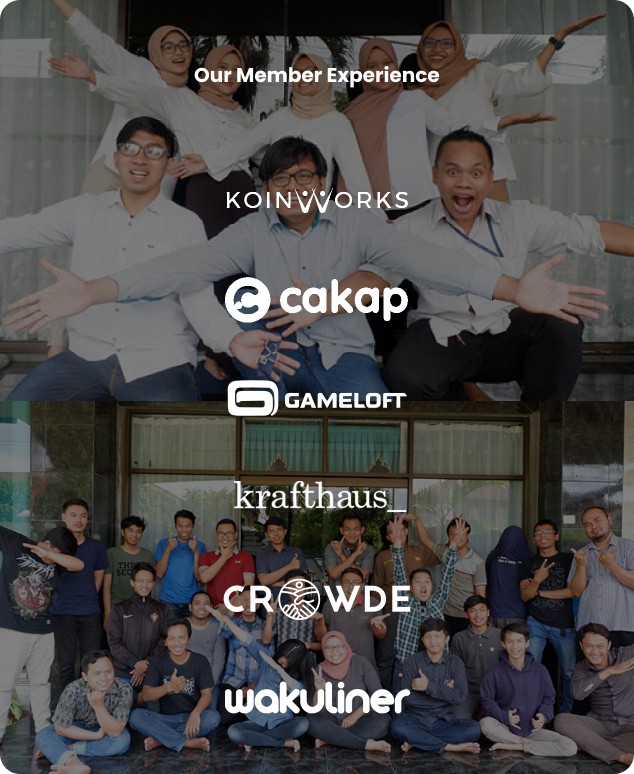 Our Member Experience
KOINWORKS
cakap
GAMELOFT
krafthaus_
CROWDE
wakuliner